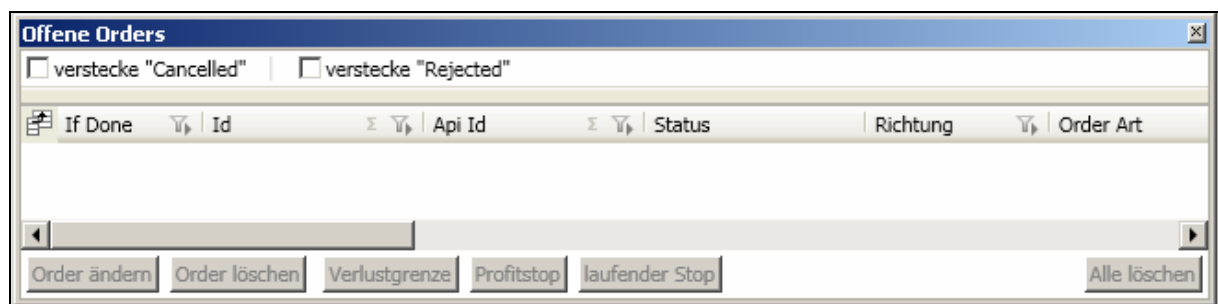 Offene Orders
verstecke "Cancelled" verstecke "Rejected"
If Done Id Σ Api Id Σ Status Richtung Order Art
Order ändern Order löschen Verlustgrenze Profitstop laufender Stop Alle löschen